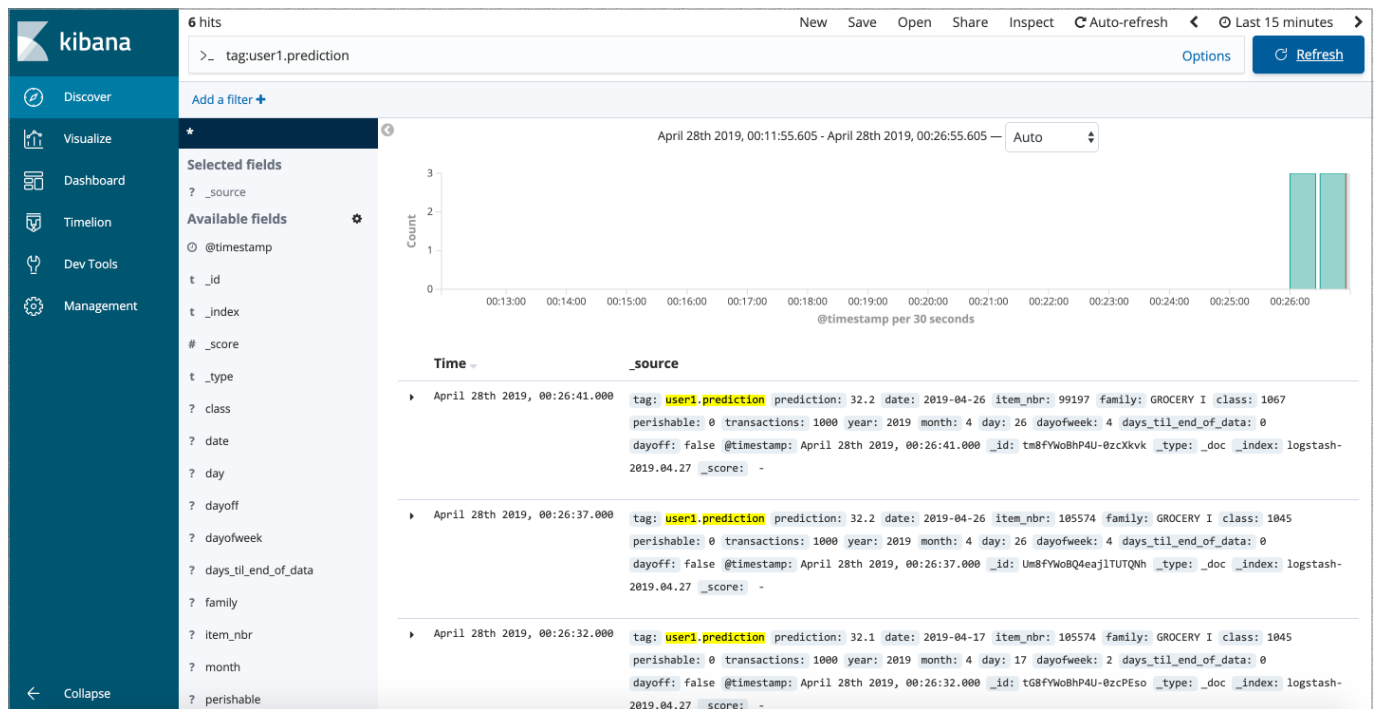 kibana
Discover
Visualize
Dashboard
Timelion
Dev Tools
Management
Collapse
6 hits
New Save Open Share Inspect Auto-refresh Last 15 minutes
>_ tag:user1.prediction
Options
Refresh
Add a filter +
*
Selected fields
? _source
Available fields
@timestamp
t _id
t _index
# _score
t _type
? class
? date
? day
? dayoff
? dayofweek
? days_til_end_of_data
? family
? item_nbr
? month
? perishable
April 28th 2019, 00:11:55.605 - April 28th 2019, 00:26:55.605 — Auto
3
2
1
0
Count
00:13:00 00:14:00 00:15:00 00:16:00 00:17:00 00:18:00 00:19:00 00:20:00 00:21:00 00:22:00 00:23:00 00:24:00 00:25:00 00:26:00
@timestamp per 30 seconds
Time _source
April 28th 2019, 00:26:41.000 tag: user1.prediction prediction: 32.2 date: 2019-04-26 item_nbr: 99197 family: GROCERY I class: 1067
perishable: 0 transactions: 1000 year: 2019 month: 4 day: 26 dayofweek: 4 days_til_end_of_data: 0
dayoff: false @timestamp: April 28th 2019, 00:26:41.000 _id: tm8fYWoBhP4U-0zcXkvk _type: _doc _index: logstash-
2019.04.27 _score: -
April 28th 2019, 00:26:37.000 tag: user1.prediction prediction: 32.2 date: 2019-04-26 item_nbr: 105574 family: GROCERY I class: 1045
perishable: 0 transactions: 1000 year: 2019 month: 4 day: 26 dayofweek: 4 days_til_end_of_data: 0
dayoff: false @timestamp: April 28th 2019, 00:26:37.000 _id: Um8fYWoBQ4eajlTUTQNh _type: _doc _index: logstash-
2019.04.27 _score: -
April 28th 2019, 00:26:32.000 tag: user1.prediction prediction: 32.1 date: 2019-04-17 item_nbr: 105574 family: GROCERY I class: 1045
perishable: 0 transactions: 1000 year: 2019 month: 4 day: 17 dayofweek: 2 days_til_end_of_data: 0
dayoff: false @timestamp: April 28th 2019, 00:26:32.000 _id: tG8fYWoBhP4U-0zcPEso _type: _doc _index: logstash-
2019.04.27 _score: -